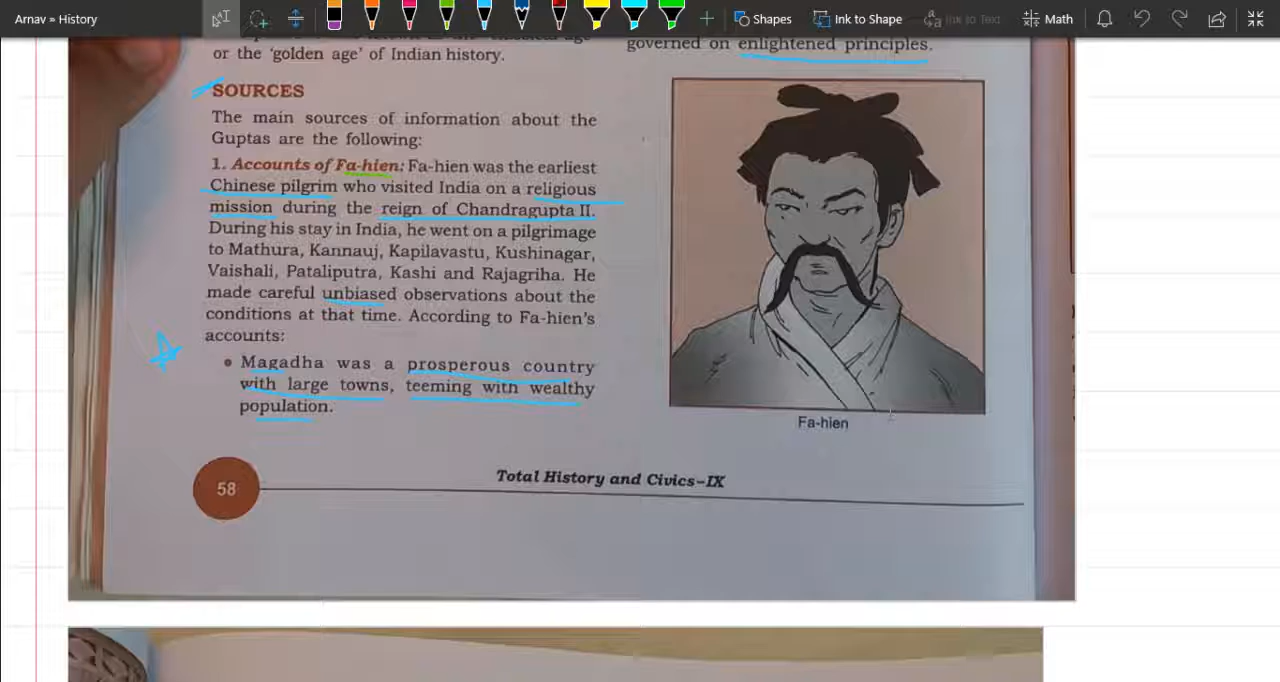 Arnav » History
Shapes
Ink to Shape
Ink to Text
Math
or the 'golden age' of Indian history.
SOURCES
The main sources of information about the
Guptas are the following:
1. Accounts of Fa-hien: Fa-hien was the earliest
Chinese pilgrim who visited India on a religious
mission during the reign of Chandragupta II.
During his stay in India, he went on a pilgrimage
to Mathura, Kannauj, Kapilavastu, Kushinagar,
Vaishali, Pataliputra, Kashi and Rajagriha. He
made careful unbiased observations about the
conditions at that time. According to Fa-hien's
accounts:
• Magadha was a prosperous country
with large towns, teeming with wealthy
population.
governed on enlightened principles.
Fa-hien
58
Total History and Civics–IX